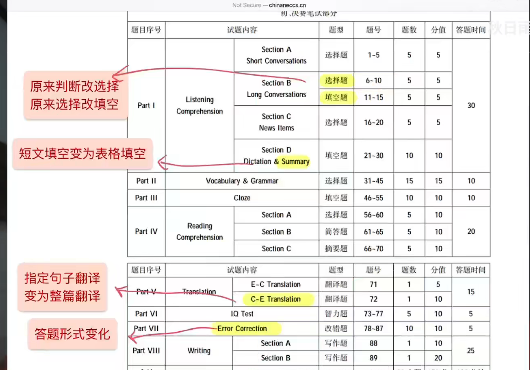 Not Secure — chinaneccs.cn
初、决赛笔试部分
题目序号 试题内容 题型 题号 题数 分值 答题时间
Part I Listening Comprehension 30
Section A Short Conversations 选择题 1-5 5 5
Section B Long Conversations 选择题 6-10 5 5
填空题 11-15 5 5
Section C News Items 选择题 16-20 5 5
Section D Dictation & Summary 填空题 21-30 10 10
Part II Vocabulary & Grammar 选择题 31-45 15 15 10
Part III Cloze 填空题 46-55 10 10 10
Part IV Reading Comprehension 20
Section A 选择题 56-60 5 10
Section B 简答题 61-65 5 10
Section C 摘要题 66-70 5 10
题目序号 试题内容 题型 题号 题数 分值 答题时间
Part V Translation 15
E-C Translation 翻译题 71 1 5
C-E Translation 翻译题 72 1 10
Part VI IQ Test 智力题 73-77 5 10 5
Part VII Error Correction 改错题 78-87 10 10 5
Part VIII Writing 25
Section A 写作题 88 1 10
Section B 写作题 89 1 20
原来判断改选择
原来选择改填空
短文填空变为表格填空
指定句子翻译
变为整篇翻译
答题形式变化